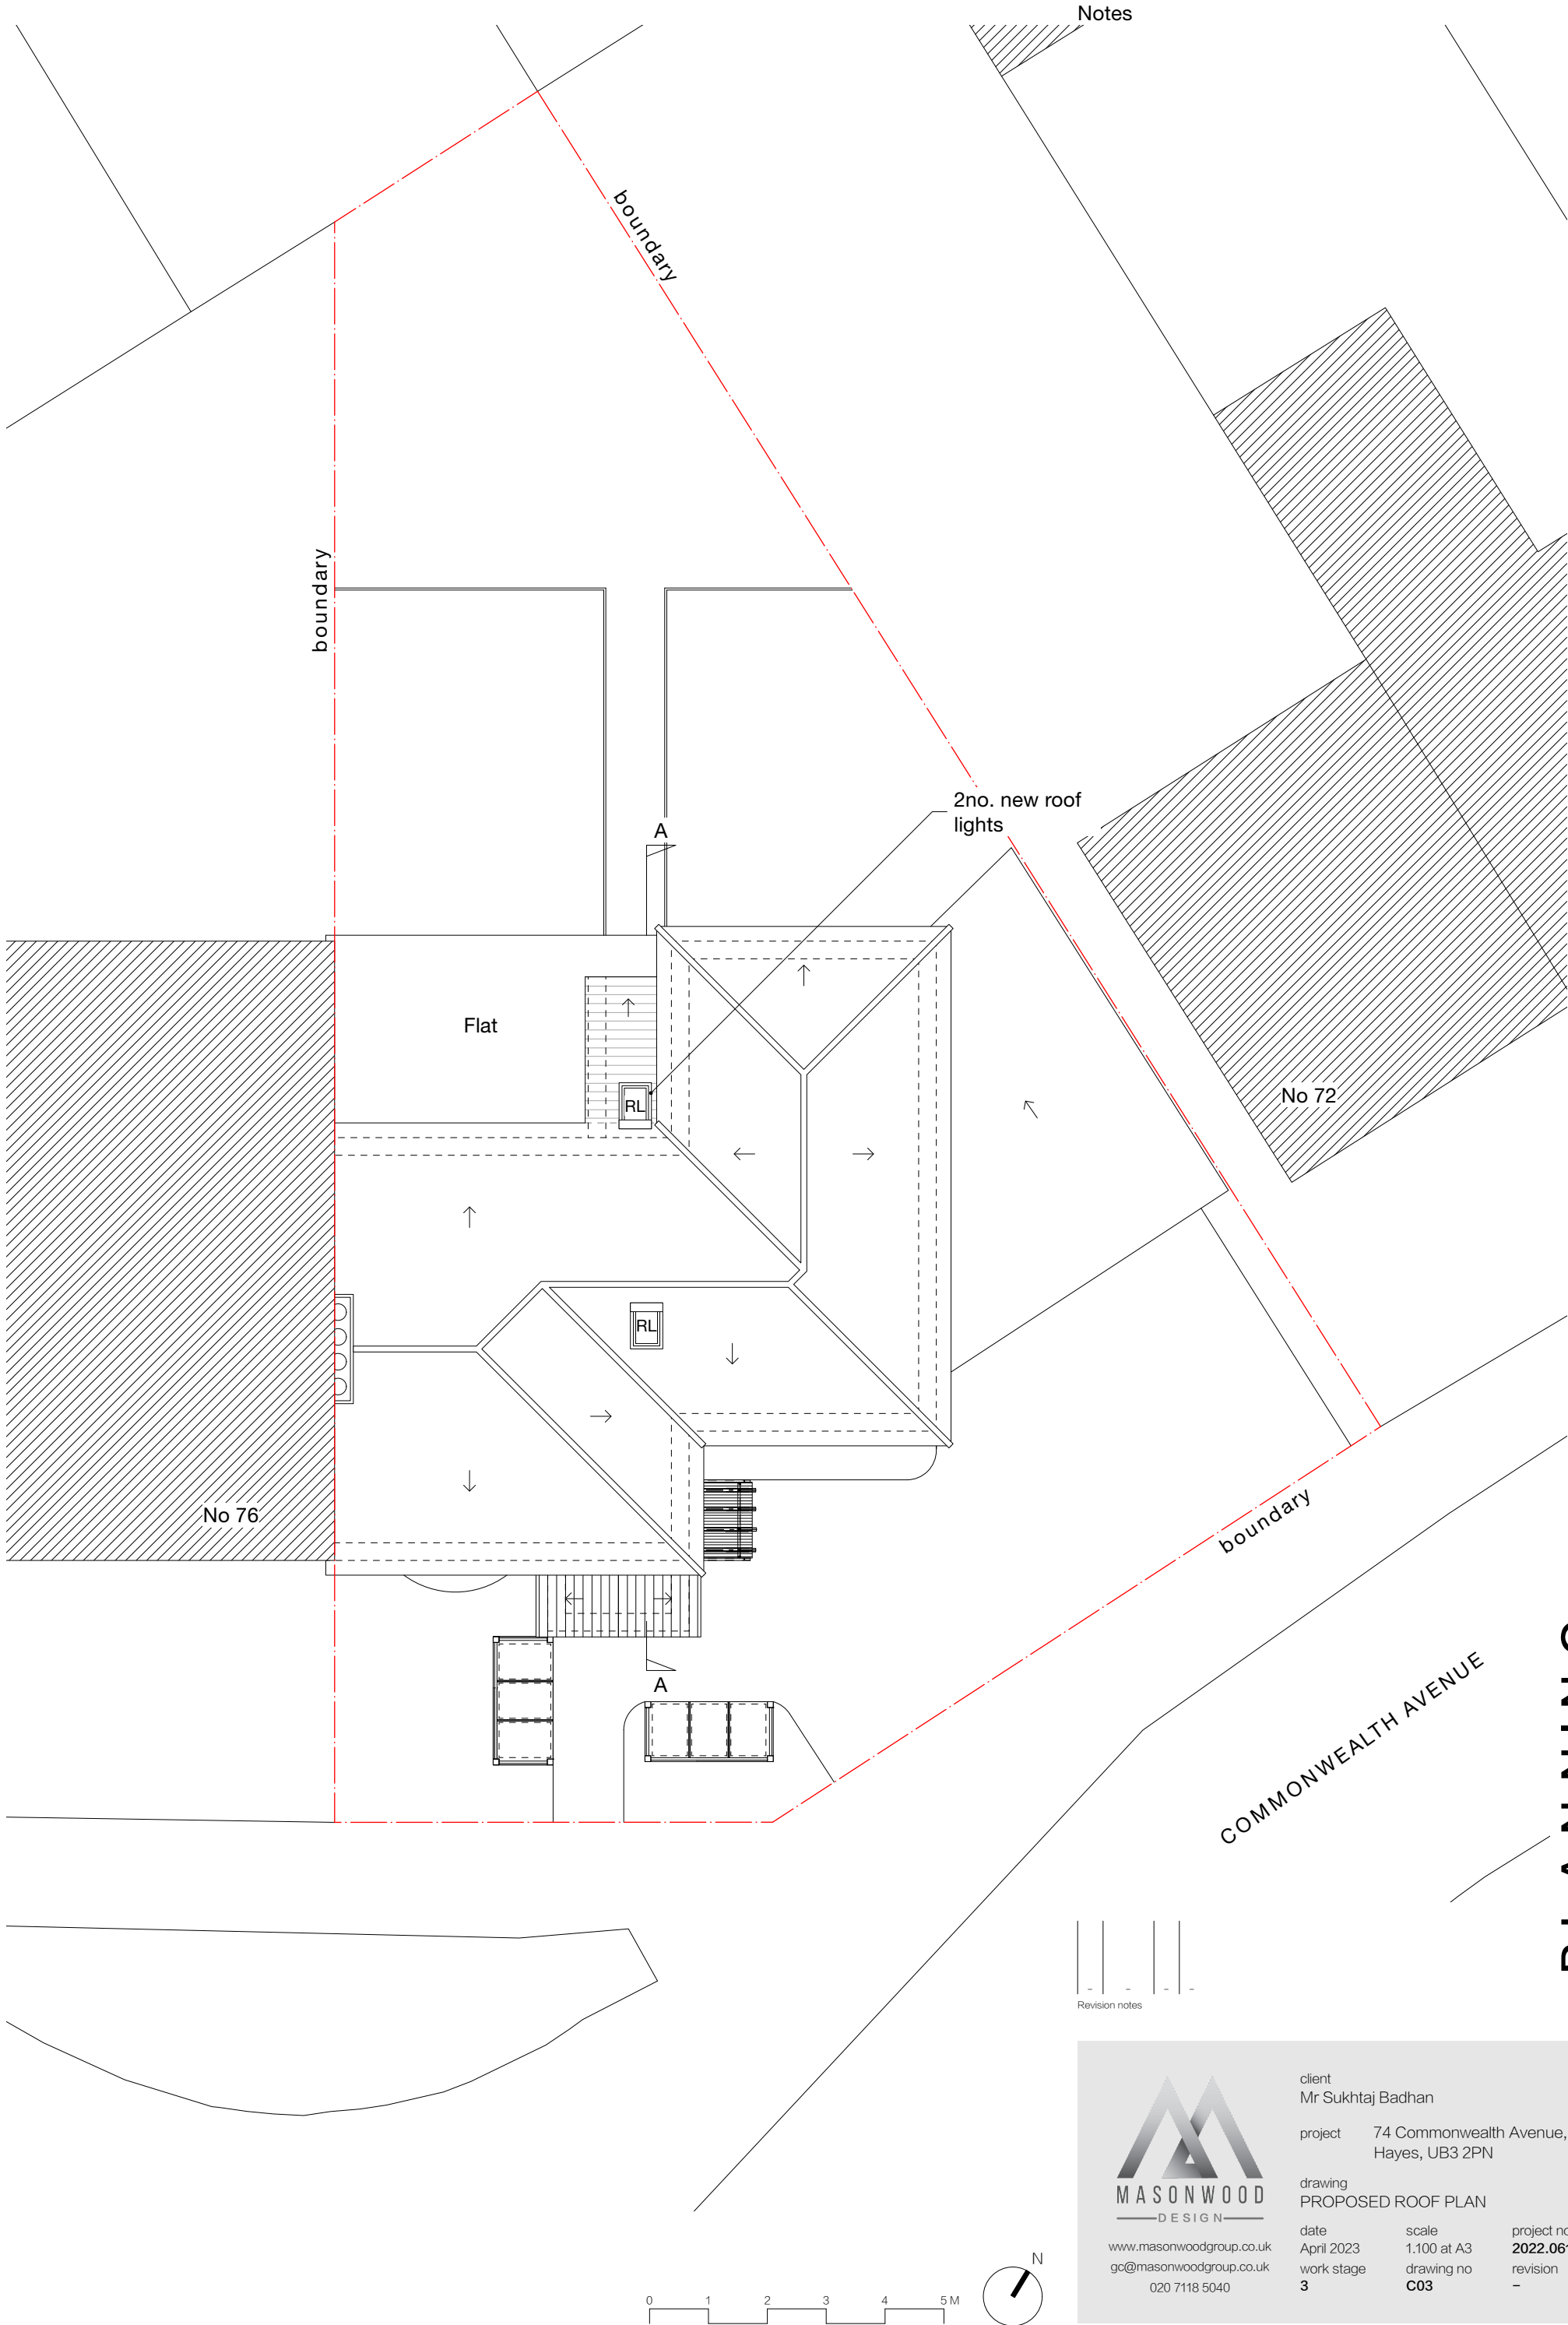 Notes
boundary
boundary
2no. new roof
lights
A
Flat
RL
No 72
RL
No 76
boundary
A
COMMONWEALTH AVENUE
- - - -
Revision notes
MASONWOOD
DESIGN
www.masonwoodgroup.co.uk
gc@masonwoodgroup.co.uk
020 7118 5040
client
Mr Sukhtaj Badhan
project 74 Commonwealth Avenue,
Hayes, UB3 2PN
drawing
PROPOSED ROOF PLAN
date scale project no
April 2023 1.100 at A3
work stage drawing no revision
3 C03 –
N
0 1 2 3 4 5 M